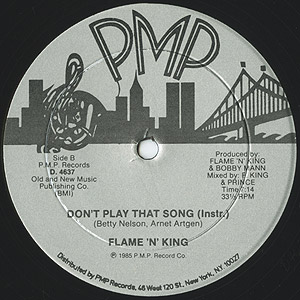 PMP
Side B
P.M.P. Records
D. 4637
Old and New Music
Publishing Co.
(BMI)
Produced by:
FLAME 'N' KING
& BOBBY MANN
Mixed by: F. KING
& PRINCE
Time: 7:14
33⅓ RPM
DON'T PLAY THAT SONG (Instr.)
(Betty Nelson, Arnet Artgen)
FLAME 'N' KING
℗ 1985 P.M.P. Record Co.
Distributed by PMP Records, 48 West 120 St., New York, N.Y. 10027